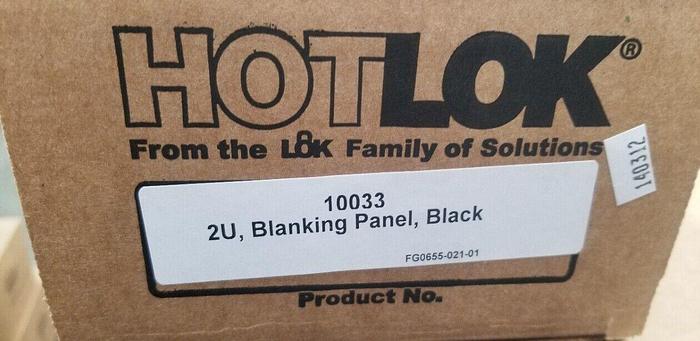 HOTLOK®
From the LOK Family of Solutions
140312
10033
2U, Blanking Panel, Black
FG0655-021-01
Product No.